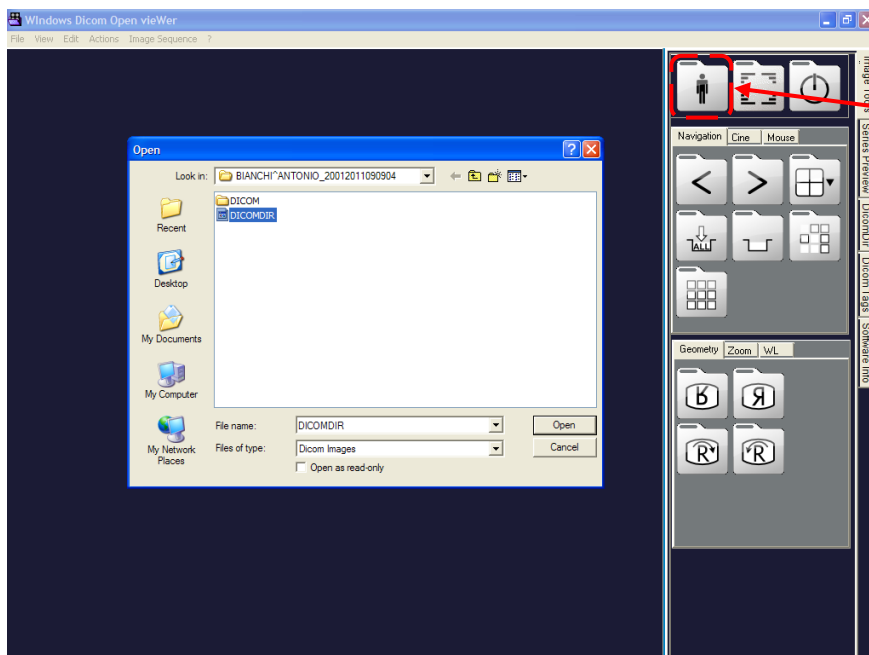 WIndows Dicom Open vieWer
File View Edit Actions Image Sequence ?
Open
Look in: BIANCHI^ANTONIO_20012011090904
DICOM
DICOMDIR
Recent
Desktop
My Documents
My Computer
My Network
Places
File name: DICOMDIR Open
Files of type: Dicom Images Cancel
Open as read-only
Navigation Cine Mouse
< >
ALL
Geometry Zoom WL
R R
R R
Image Tools
Series Preview
DicomDir
Dicom Tags
Software Info